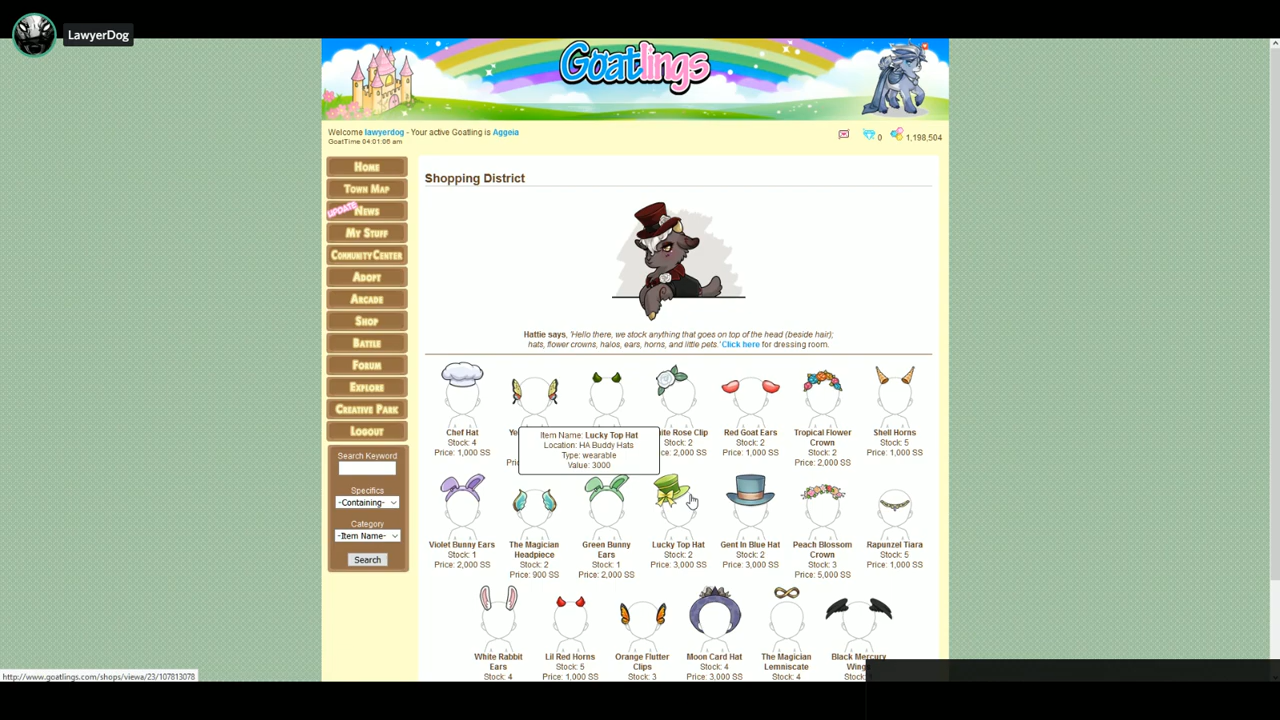 LawyerDog
Goatlings
Welcome lawyerdog - Your active Goatling is Aggeia
GoatTime 04:01:06 am
0
1,198,504
Home
Town Map
UPDATE
News
My Stuff
Community Center
Adopt
Arcade
Shop
Battle
Forum
Explore
Creative Park
Logout
Search Keyword
Specifics
-Containing-
Category
-Item Name-
Search
Shopping District
Hattie says, 'Hello there, we stock anything that goes on top of the head (beside hair);
hats, flower crowns, halos, ears, horns, and little pets.' Click here for dressing room.
Chef Hat
Stock: 4
Price: 1,000 SS
Item Name: Lucky Top Hat
Location: HA Buddy Hats
Type: wearable
Value: 3000
Rose Clip
Stock: 2
2,000 SS
Red Goat Ears
Stock: 2
Price: 1,000 SS
Tropical Flower
Crown
Stock: 2
Price: 2,000 SS
Shell Horns
Stock: 5
Price: 1,000 SS
Violet Bunny Ears
Stock: 1
Price: 2,000 SS
The Magician
Headpiece
Stock: 2
Price: 900 SS
Green Bunny
Ears
Stock: 1
Price: 2,000 SS
Lucky Top Hat
Stock: 2
Price: 3,000 SS
Gent In Blue Hat
Stock: 2
Price: 3,000 SS
Peach Blossom
Crown
Stock: 3
Price: 5,000 SS
Rapunzel Tiara
Stock: 5
Price: 1,000 SS
White Rabbit
Ears
Stock: 4
Lil Red Horns
Stock: 5
Price: 1,000 SS
Orange Flutter
Clips
Stock: 3
Moon Card Hat
Stock: 4
Price: 3,000 SS
The Magician
Lemniscate
Stock: 4
Black Mercury
Wings
http://www.goatlings.com/shops/viewa/23/107813078